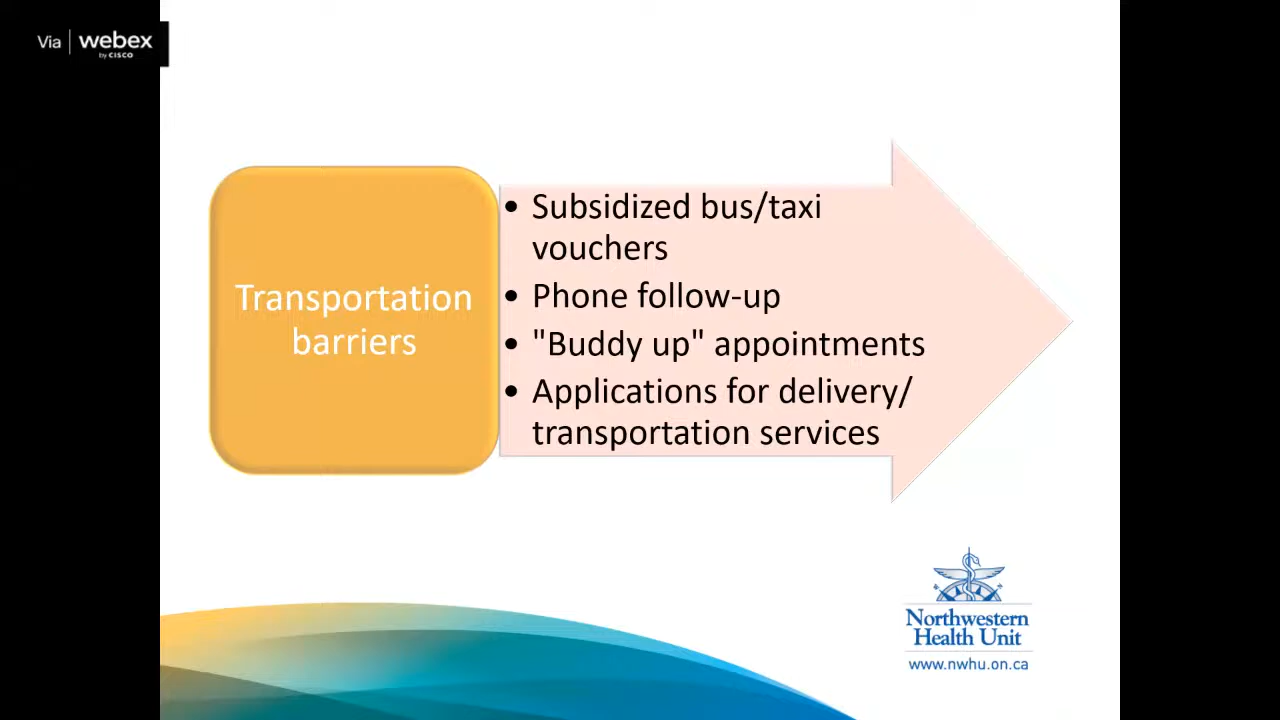 Via | webex
by CISCO
Transportation
barriers
• Subsidized bus/taxi
vouchers
• Phone follow-up
• "Buddy up" appointments
• Applications for delivery/
transportation services
Northwestern
Health Unit
www.nwhu.on.ca